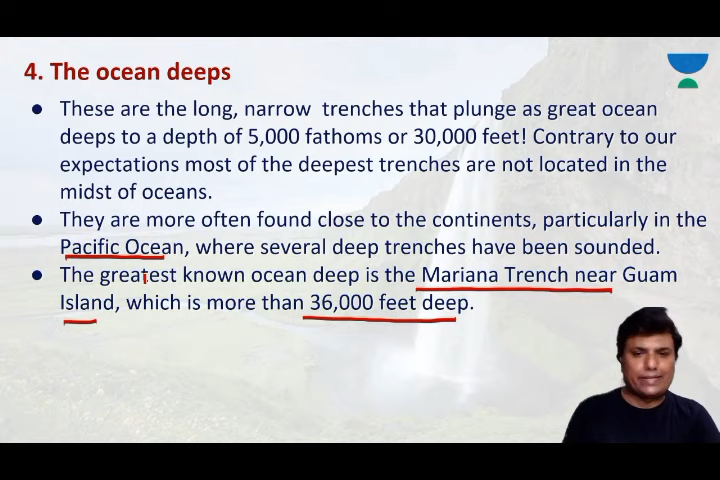 4. The ocean deeps
● These are the long, narrow trenches that plunge as great ocean
deeps to a depth of 5,000 fathoms or 30,000 feet! Contrary to our
expectations most of the deepest trenches are not located in the
midst of oceans.
● They are more often found close to the continents, particularly in the
Pacific Ocean, where several deep trenches have been sounded.
● The greatest known ocean deep is the Mariana Trench near Guam
Island, which is more than 36,000 feet deep.